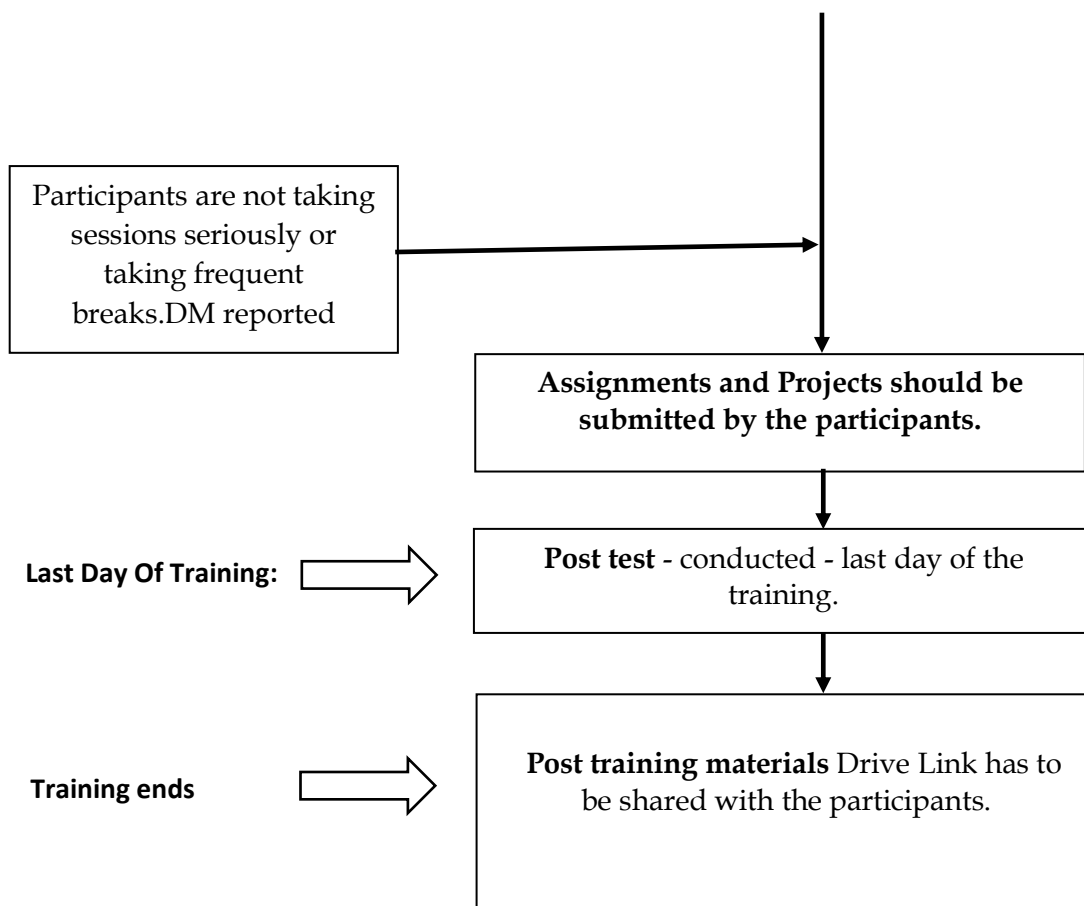 Participants are not taking
sessions seriously or
taking frequent
breaks.DM reported
Assignments and Projects should be
submitted by the participants.
Last Day Of Training:
Post test - conducted - last day of the
training.
Training ends
Post training materials Drive Link has to
be shared with the participants.